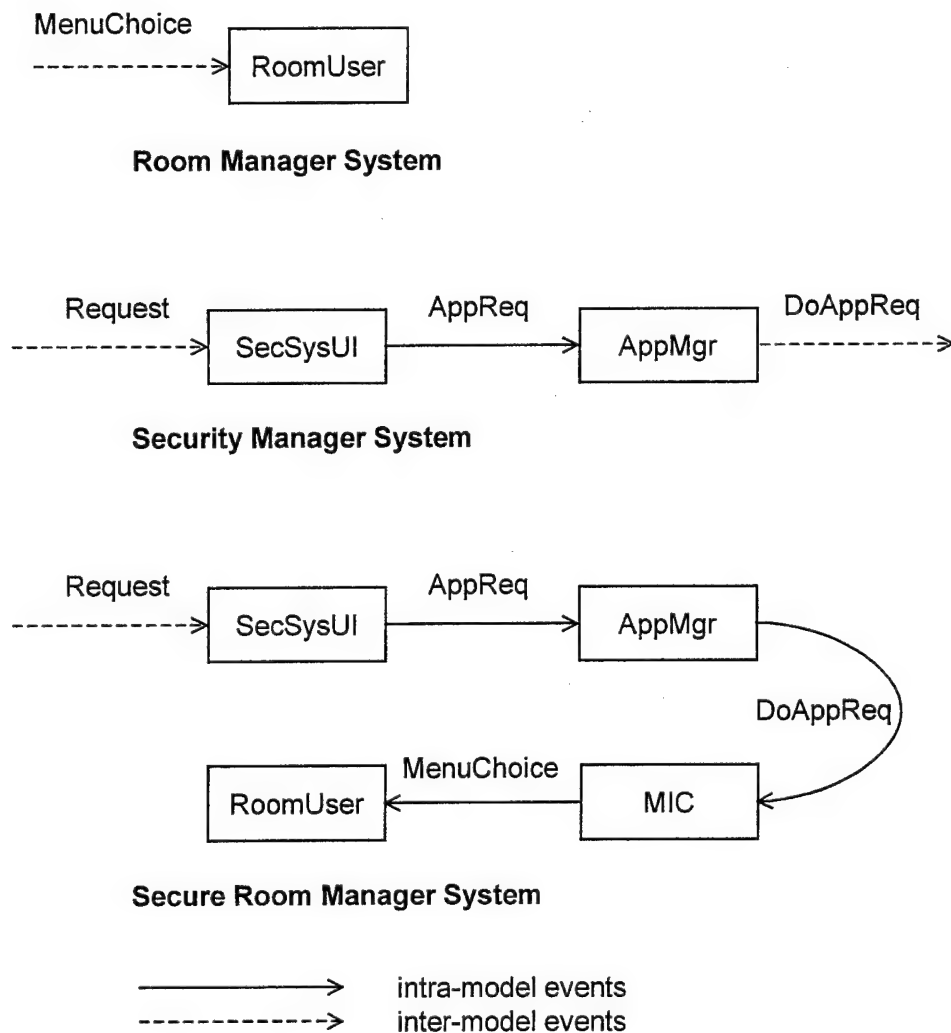 MenuChoice
RoomUser
Room Manager System
Request
AppReq
DoAppReq
SecSysUI
AppMgr
Security Manager System
Request
AppReq
SecSysUI
AppMgr
DoAppReq
MenuChoice
RoomUser
MIC
Secure Room Manager System
intra-model events
inter-model events